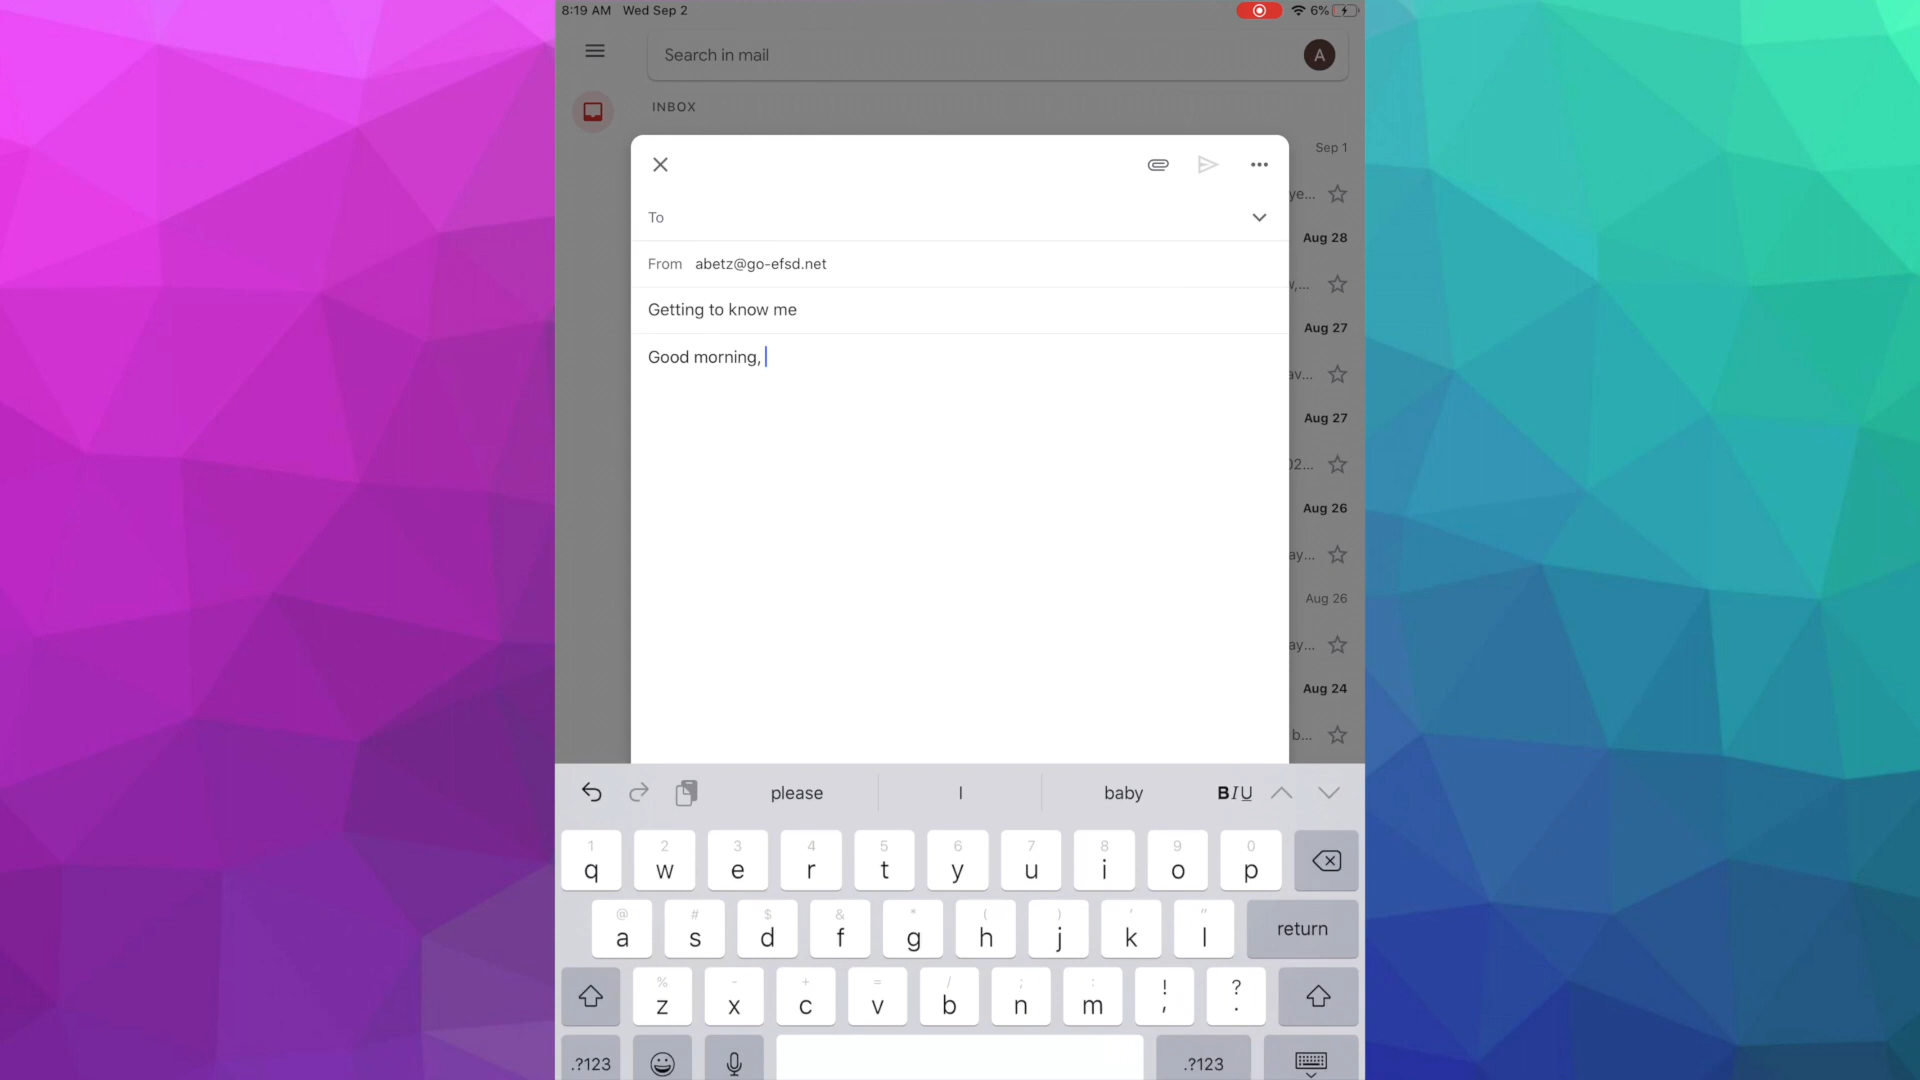 8:19 AM Wed Sep 2 6%
Search in mail A
INBOX
Sep 1
To
ye...
Aug 28
From abetz@go-efsd.net
Getting to know me
Aug 27
Good morning,
av...
Aug 27
02...
Aug 26
ay...
Aug 26
ay...
Aug 24
b...
please I baby BIU
1 2 3 4 5 6 7 8 9 0
q w e r t y u i o p
@ # $ & * ( ) ' "
a s d f g h j k l return
% - + = / ; : ! ?
z x c v b n m , .
.?123 .?123